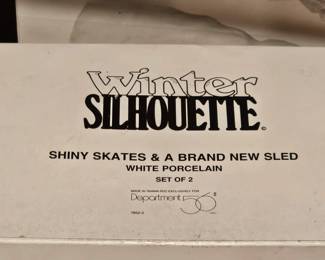 Winter
SILHOUETTE©
SHINY SKATES & A BRAND NEW SLED
WHITE PORCELAIN
SET OF 2
Department 56®